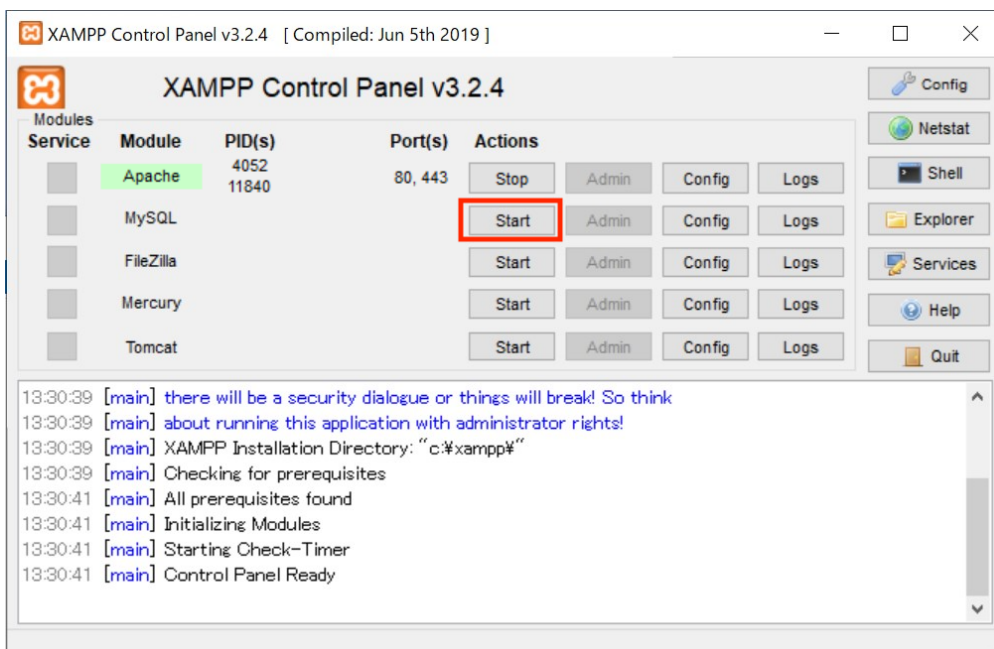 XAMPP Control Panel v3.2.4 [ Compiled: Jun 5th 2019 ]
XAMPP Control Panel v3.2.4
Config
Modules
Service Module PID(s) Port(s) Actions
Netstat
Apache 4052 11840 80, 443 Stop Admin Config Logs
Shell
MySQL Start Admin Config Logs
Explorer
FileZilla Start Admin Config Logs
Services
Mercury Start Admin Config Logs
Help
Tomcat Start Admin Config Logs
Quit
13:30:39 [main] there will be a security dialogue or things will break! So think
13:30:39 [main] about running this application with administrator rights!
13:30:39 [main] XAMPP Installation Directory: "c:¥xampp¥"
13:30:39 [main] Checking for prerequisites
13:30:41 [main] All prerequisites found
13:30:41 [main] Initializing Modules
13:30:41 [main] Starting Check-Timer
13:30:41 [main] Control Panel Ready